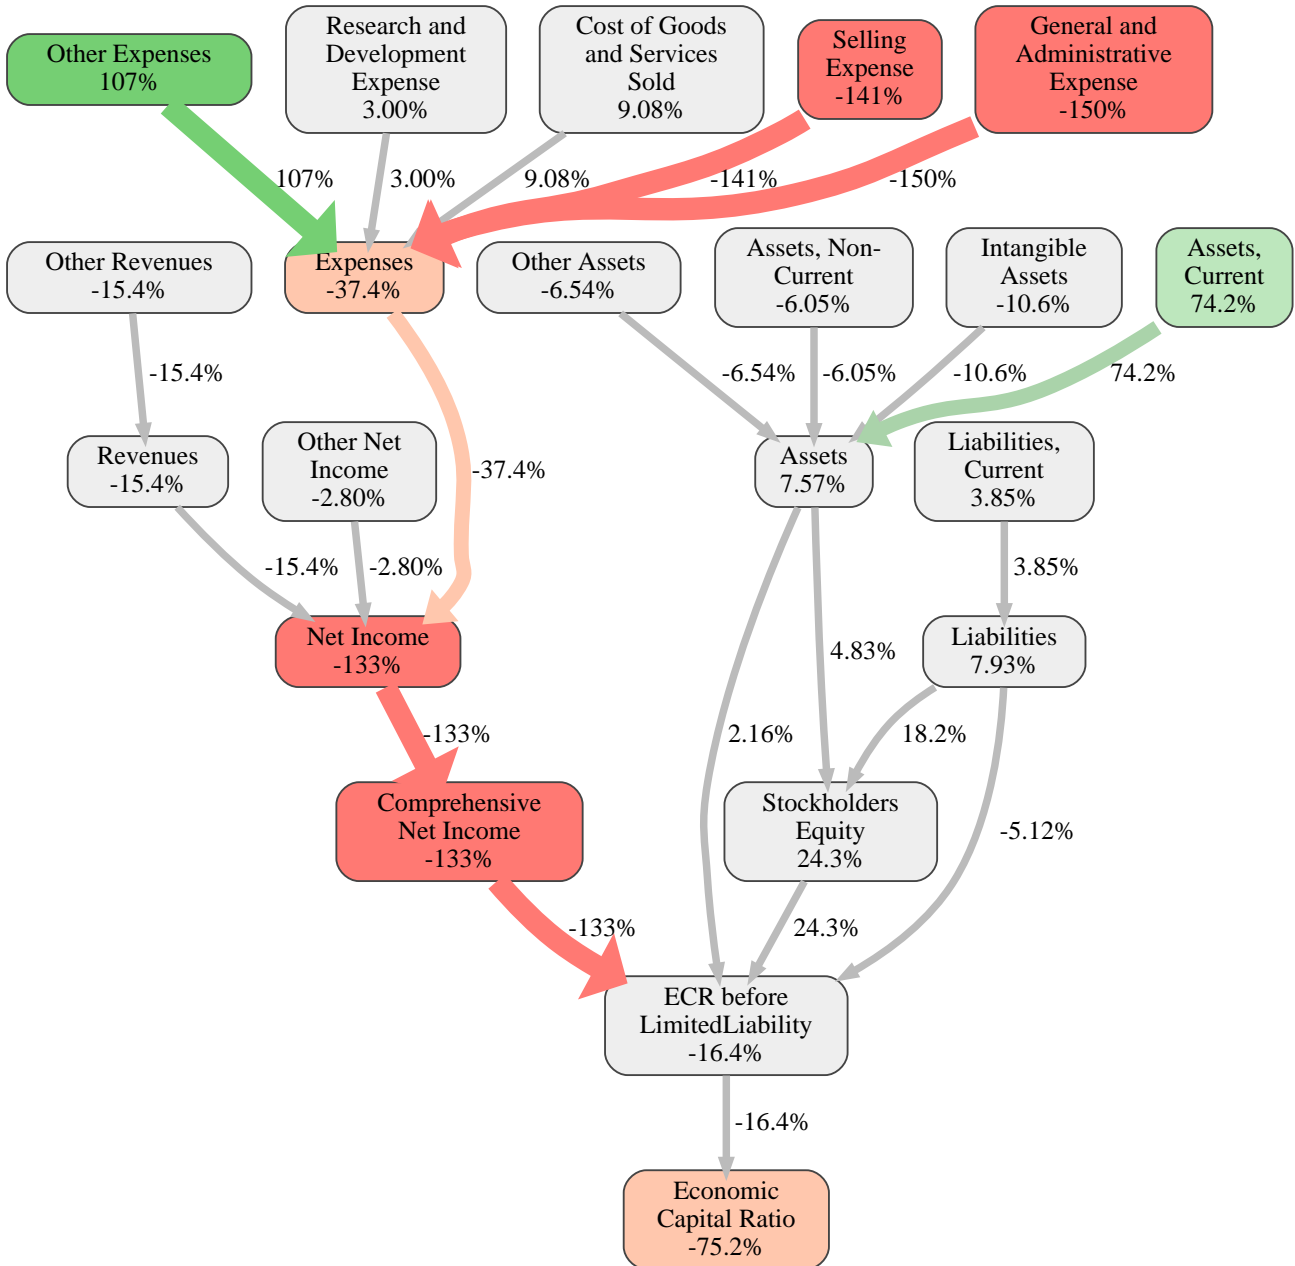 Other Expenses
107%
Research and
Development
Expense
3.00%
Cost of Goods
and Services
Sold
9.08%
Selling
Expense
-141%
General and
Administrative
Expense
-150%
107%
3.00%
9.08%
-141%
-150%
Other Revenues
-15.4%
Expenses
-37.4%
Other Assets
-6.54%
Assets, Non-
Current
-6.05%
Intangible
Assets
-10.6%
Assets,
Current
74.2%
-15.4%
-6.54%
-6.05%
-10.6%
74.2%
Revenues
-15.4%
Other Net
Income
-2.80%
-37.4%
Assets
7.57%
Liabilities,
Current
3.85%
-15.4%
-2.80%
3.85%
Net Income
-133%
4.83%
Liabilities
7.93%
-133%
2.16%
18.2%
Comprehensive
Net Income
-133%
Stockholders
Equity
24.3%
-5.12%
-133%
24.3%
ECR before
LimitedLiability
-16.4%
-16.4%
Economic
Capital Ratio
-75.2%